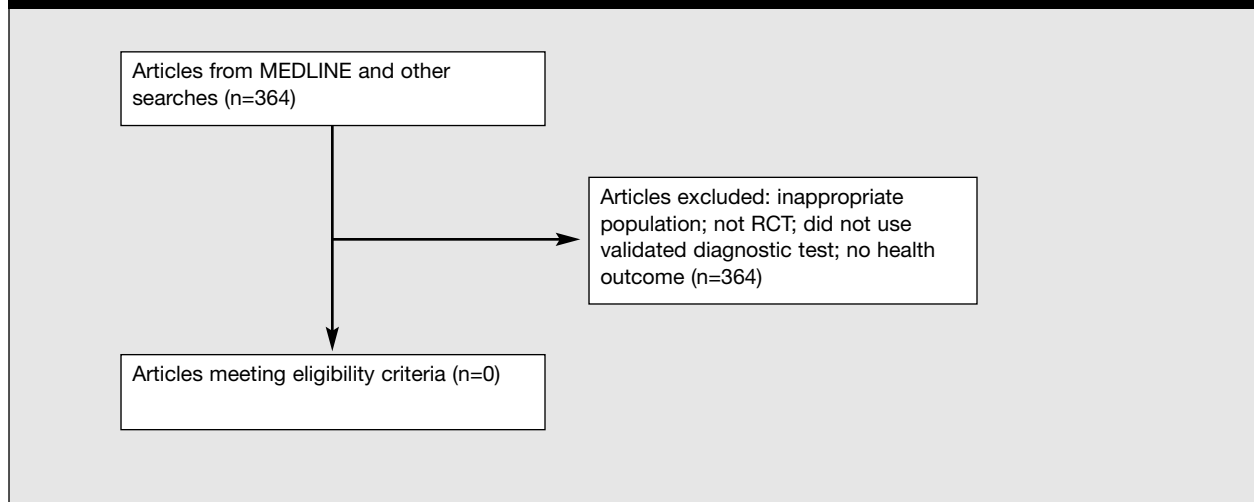 Articles from MEDLINE and other
searches (n=364)
Articles excluded: inappropriate
population; not RCT; did not use
validated diagnostic test; no health
outcome (n=364)
Articles meeting eligibility criteria (n=0)